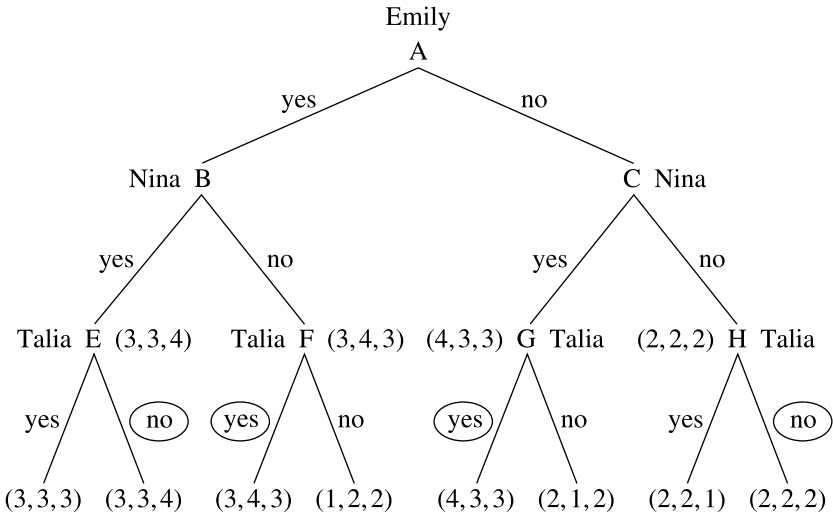 Emily
A
yes no
Nina B C Nina
yes no yes no
Talia E (3,3,4) Talia F (3,4,3) (4,3,3) G Talia (2,2,2) H Talia
yes no yes no yes no yes no
(3,3,3) (3,3,4) (3,4,3) (1,2,2) (4,3,3) (2,1,2) (2,2,1) (2,2,2)